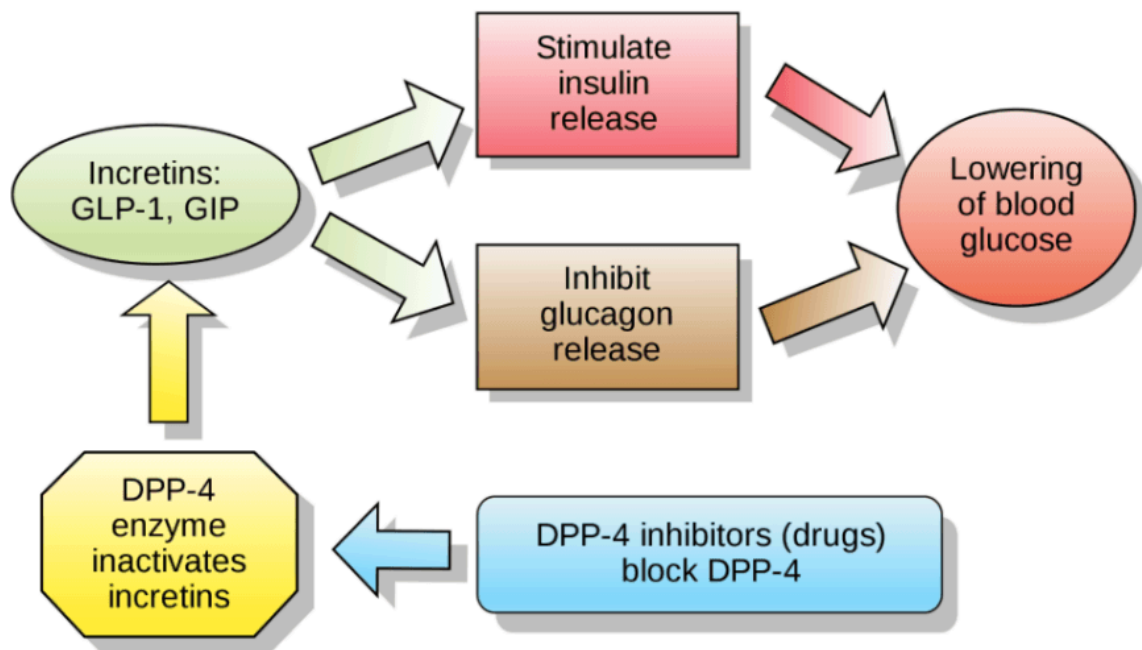 Incretins:
GLP-1, GIP
Stimulate
insulin
release
Inhibit
glucagon
release
Lowering
of blood
glucose
DPP-4
enzyme
inactivates
incretins
DPP-4 inhibitors (drugs)
block DPP-4